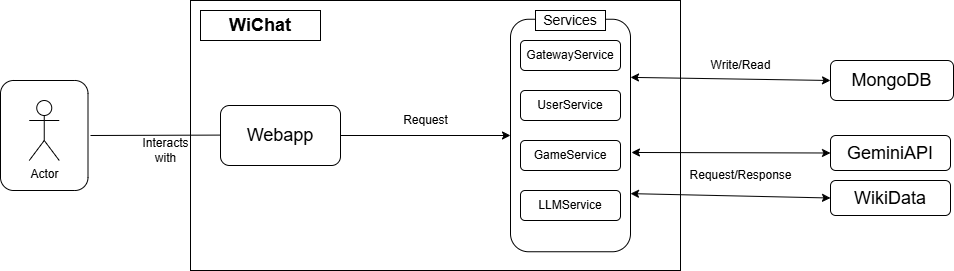 WiChat
Services
GatewayService
UserService
GameService
LLMService
Webapp
Actor
Interacts
with
Request
Write/Read
MongoDB
GeminiAPI
Request/Response
WikiData